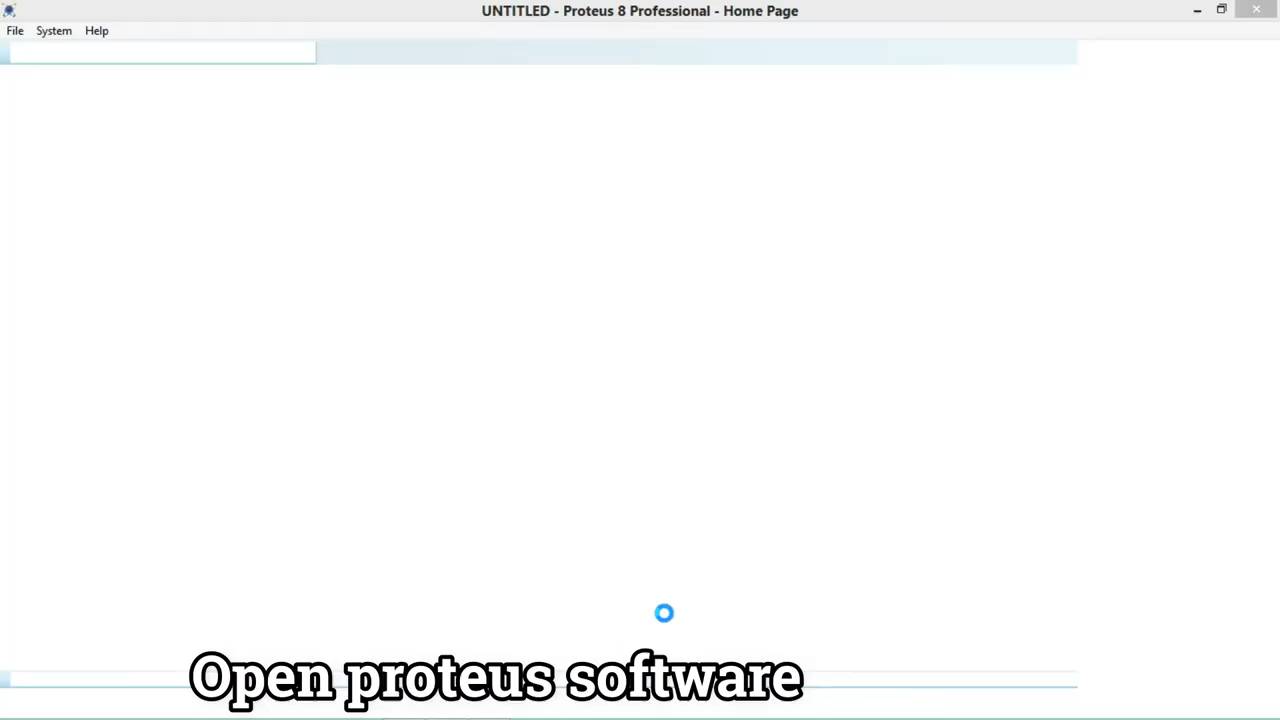 UNTITLED - Proteus 8 Professional - Home Page
File System Help
Open proteus software